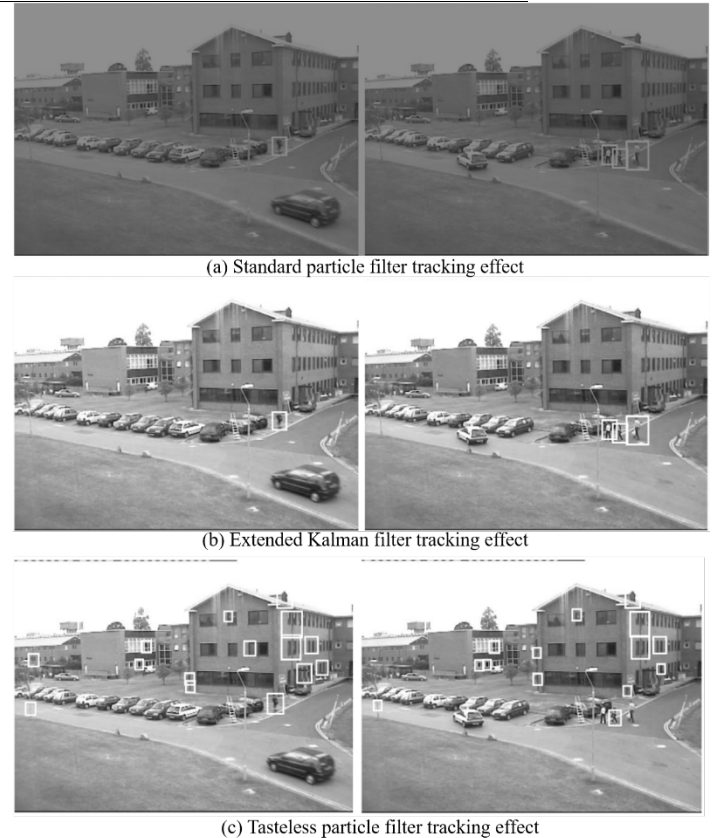 (a) Standard particle filter tracking effect
(b) Extended Kalman filter tracking effect
(c) Tasteless particle filter tracking effect